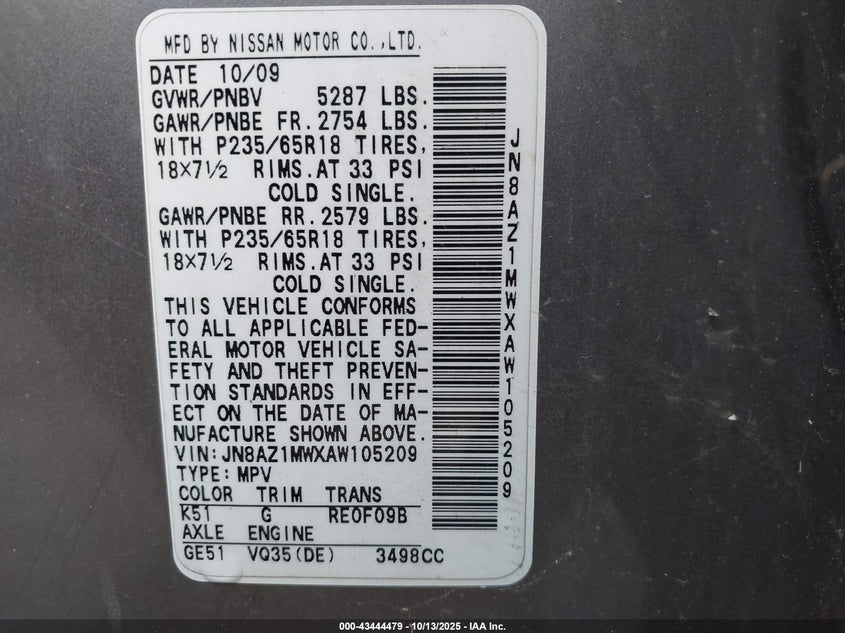 MFD BY NISSAN MOTOR CO.,LTD.
DATE 10/09
GVWR/PNBV 5287 LBS.
GAWR/PNBE FR.2754 LBS.
WITH P235/65R18 TIRES,
18×7½ RIMS.AT 33 PSI
COLD SINGLE.
GAWR/PNBE RR.2579 LBS.
WITH P235/65R18 TIRES,
18×7½ RIMS.AT 33 PSI
COLD SINGLE.
THIS VEHICLE CONFORMS
TO ALL APPLICABLE FED-
ERAL MOTOR VEHICLE SA-
FETY AND THEFT PREVEN-
TION STANDARDS IN EFF-
ECT ON THE DATE OF MA-
NUFACTURE SHOWN ABOVE.
VIN:JN8AZ1MWXAW105209
TYPE:MPV
COLOR TRIM TRANS
K51 G RE0F09B
AXLE ENGINE
GE51 VQ35(DE) 3498CC
JN8AZ1MWXAW105209
000-43444479 - 10/13/2025 - IAA Inc.